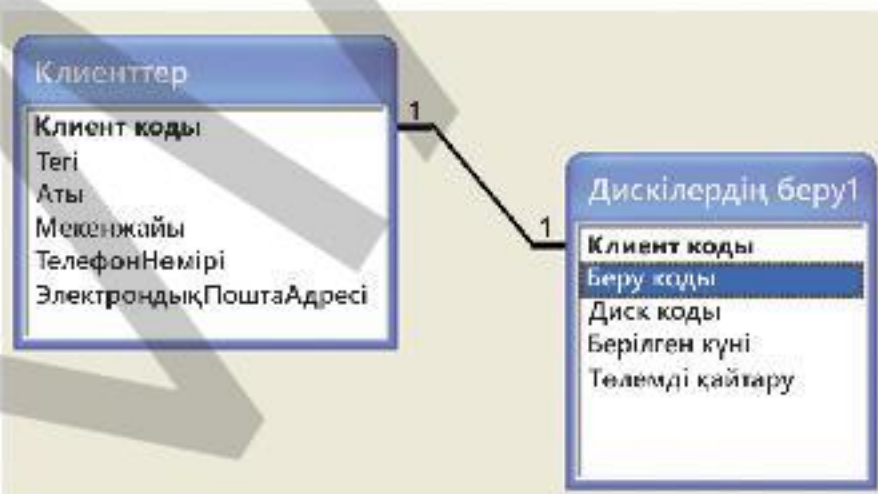 Клиенттер
Клиент коды
Тегі
Аты
Мекенжайы
ТелефонНөмірі
ЭлектрондықПоштаАдресі
1
1
Дискілердің беру1
Клиент коды
Беру коды
Диск коды
Берілген күні
Төлемді қайтару